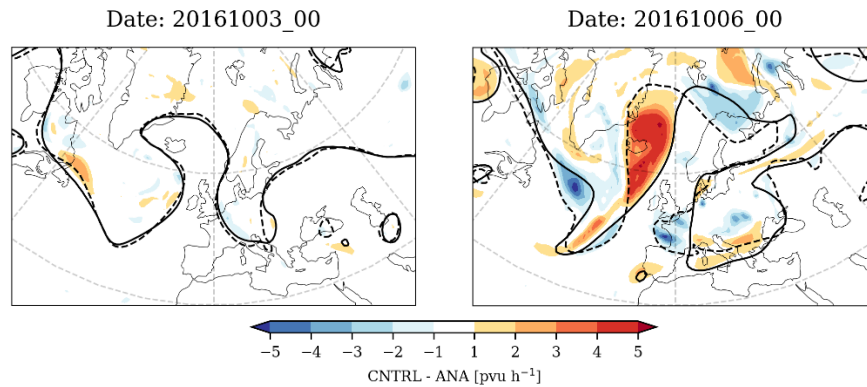 Date: 20161003_00
Date: 20161006_00
−5 −4 −3 −2 −1 1 2 3 4 5
CNTRL - ANA [pvu h⁻¹]